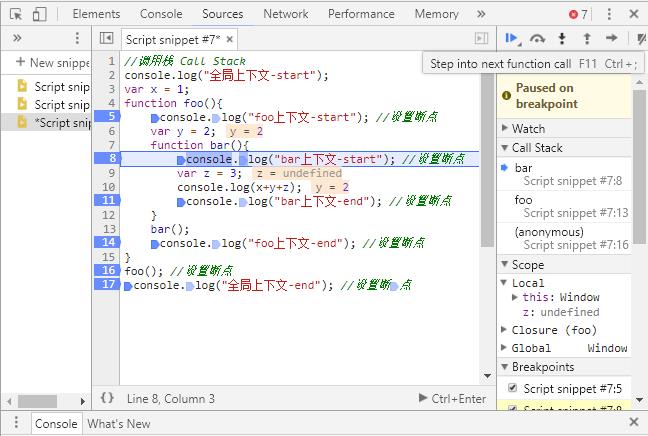 Elements Console Sources Network Performance Memory » 7
» Script snippet #7* ×
+ New snippe
Script snip
Script snip
*Script snip
Step into next function call F11 Ctrl + ;
1 //调用栈 Call Stack
2 console.log("全局上下文-start");
3 var x = 1;
4 function foo(){
5 console.log("foo上下文-start"); //设置断点
6 var y = 2; y = 2
7 function bar(){
8 console.log("bar上下文-start"); //设置断点
9 var z = 3; z = undefined
10 console.log(x+y+z); y = 2
11 console.log("bar上下文-end"); //设置断点
12 }
13 bar();
14 console.log("foo上下文-end"); //设置断点
15 }
16 foo(); //设置断点
17 console.log("全局上下文-end"); //设置断点
{} Line 8, Column 3 Ctrl+Enter
Paused on
breakpoint
Watch
Call Stack
bar
Script snippet #7:8
foo
Script snippet #7:13
(anonymous)
Script snippet #7:16
Scope
Local
this: Window
z: undefined
Closure (foo)
Global Window
Breakpoints
Script snippet #7:5
Script snippet #7:8
Console What's New ×